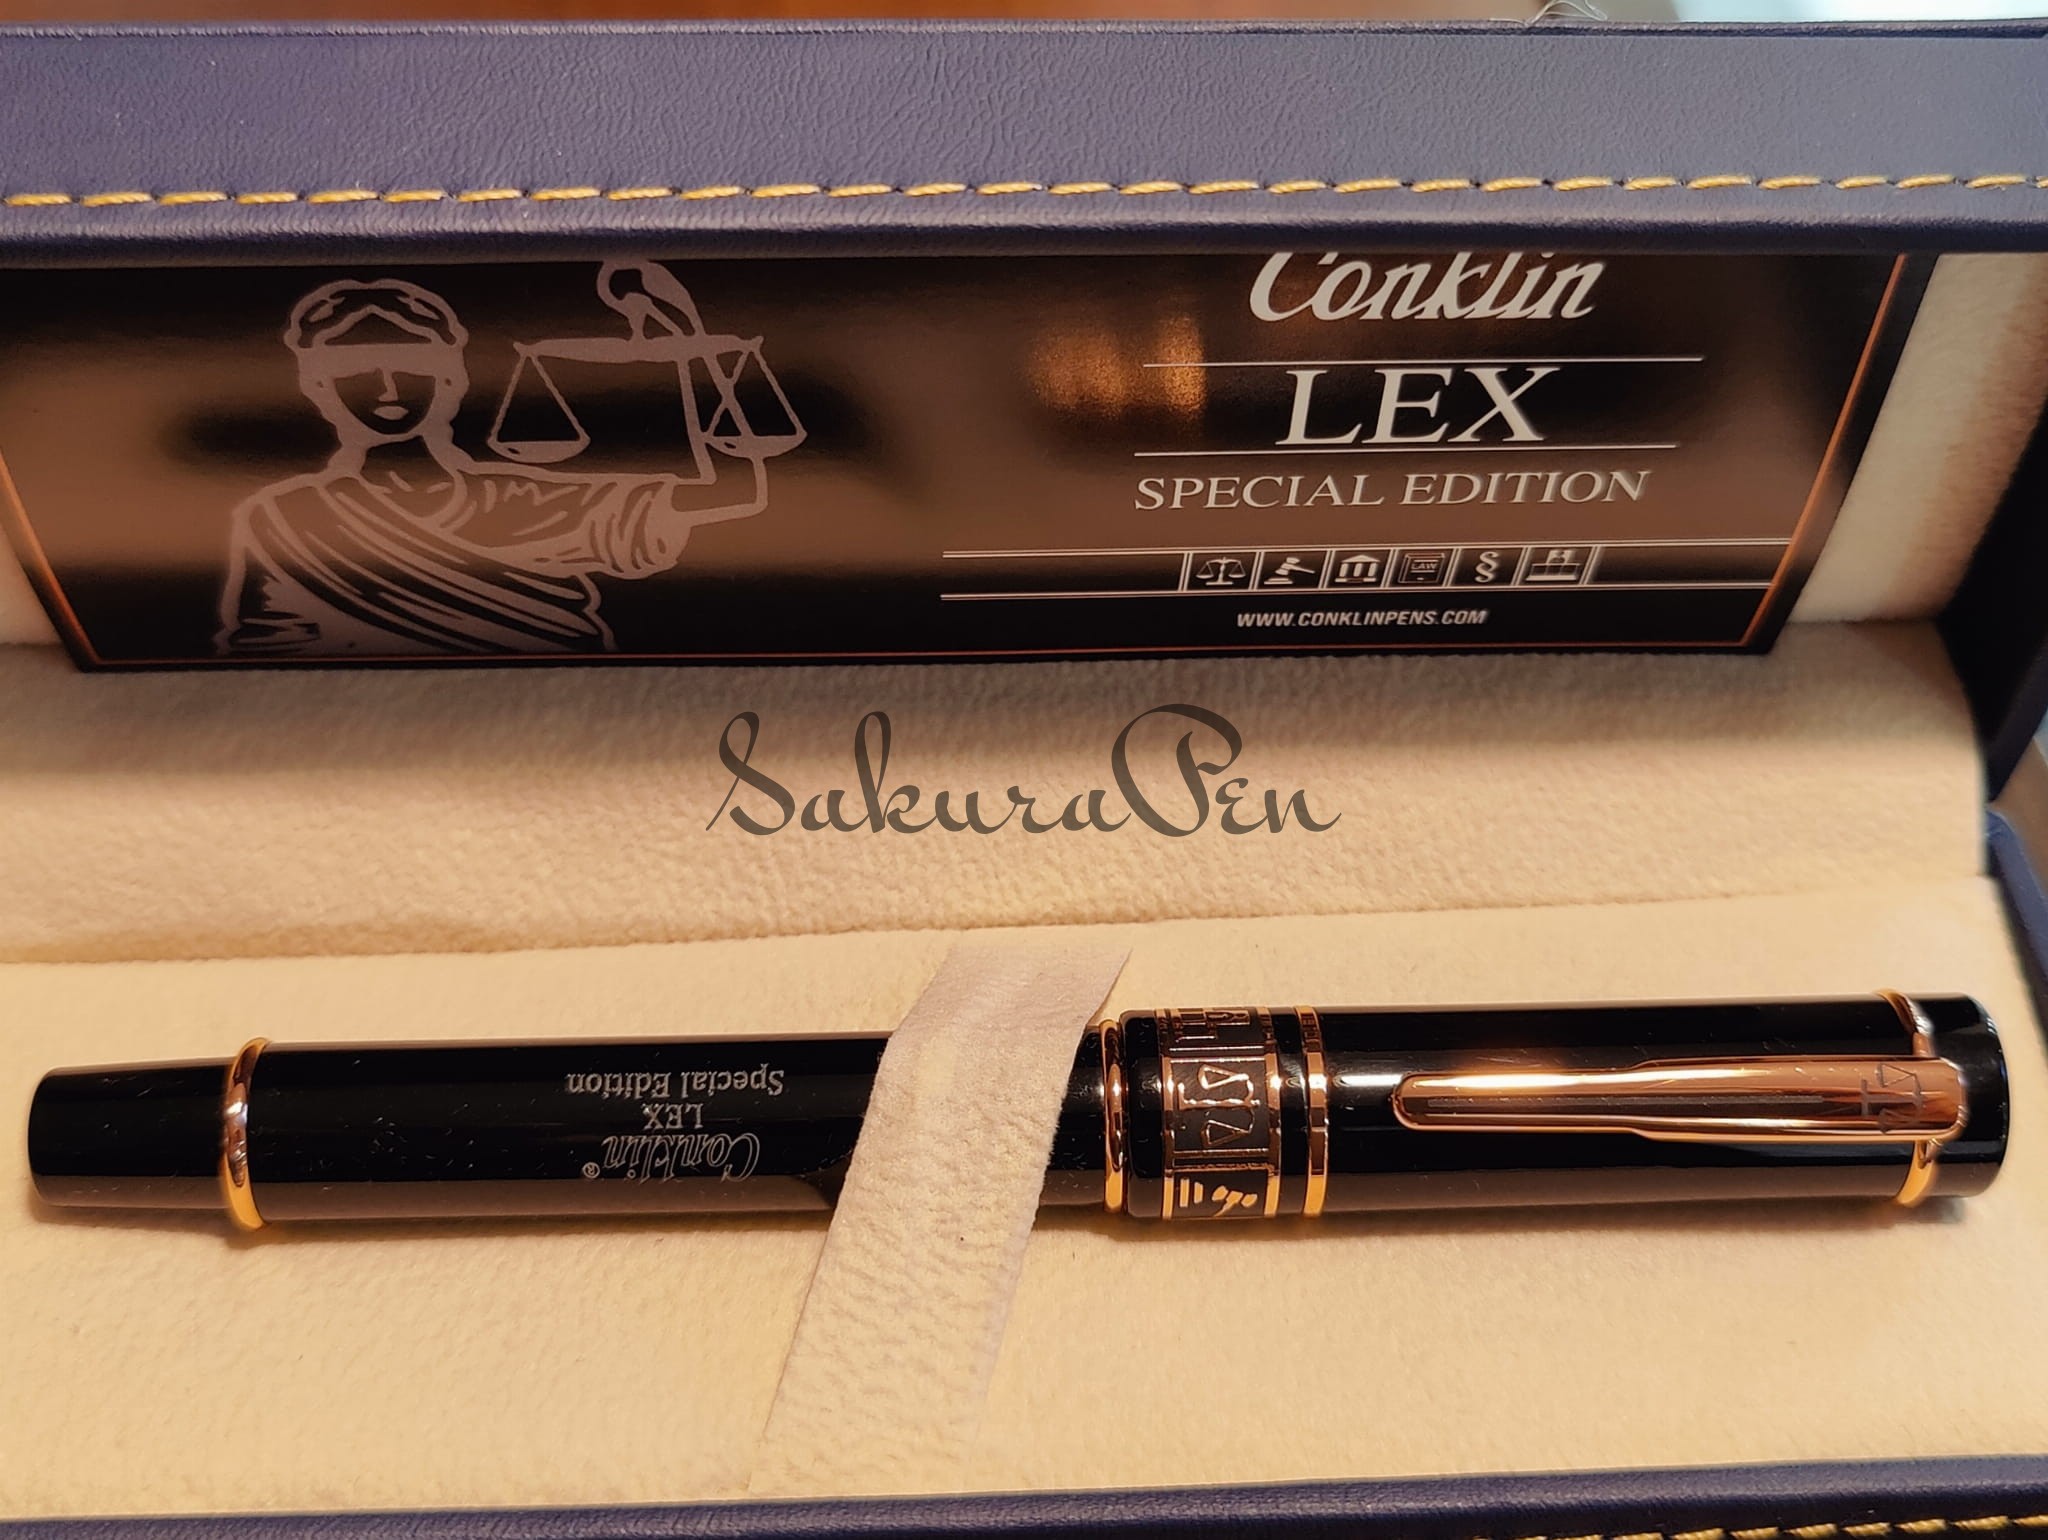 Conklin
LEX
SPECIAL EDITION
LAW
§
WWW.CONKLINPENS.COM
SakuraPen
Conklin®
LEX
Special Edition